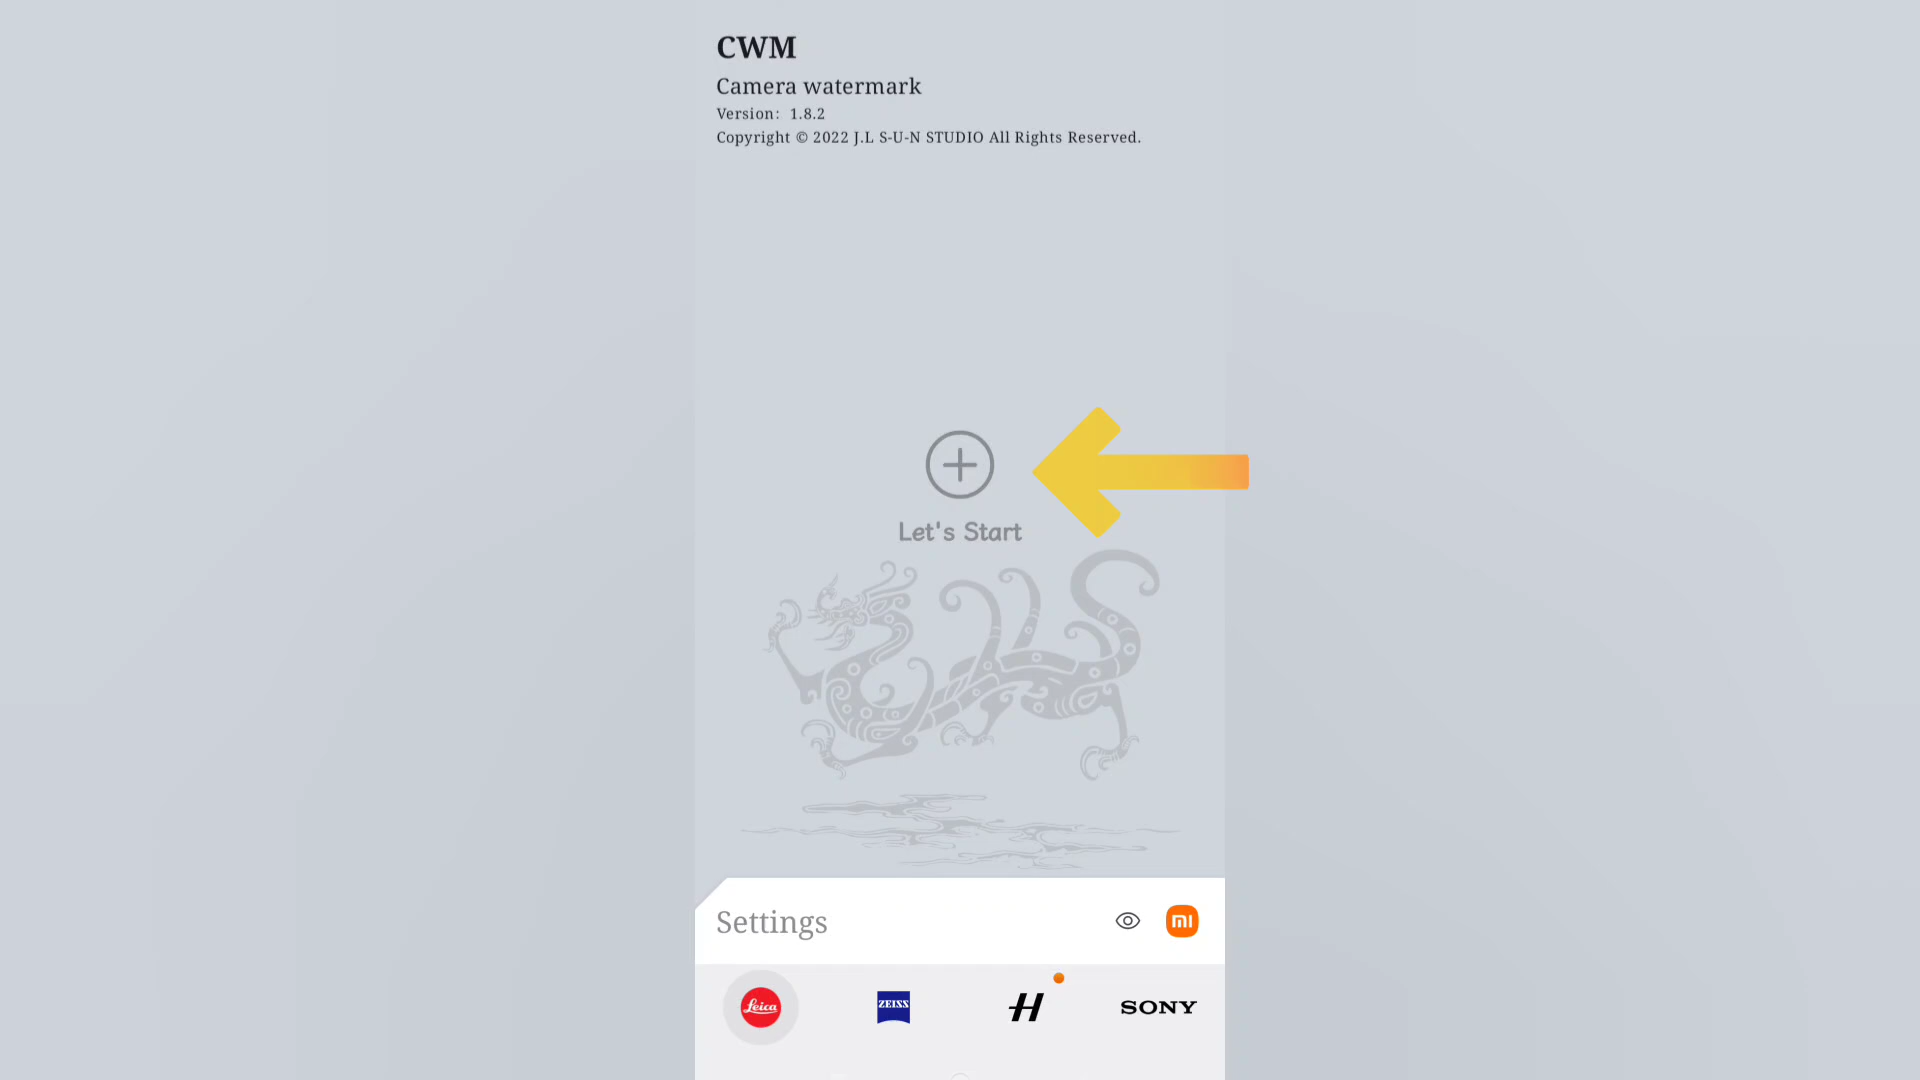 CWM
Camera watermark
Version: 1.8.2
Copyright © 2022 J.L S-U-N STUDIO All Rights Reserved.
Let's Start
Settings
mi
Leica
ZEISS
H
SONY